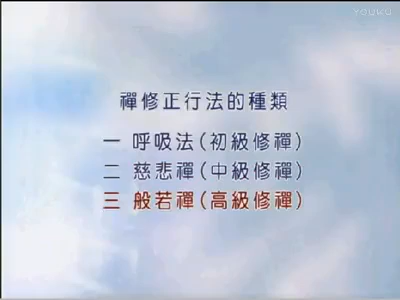 YOUKU
禪修正行法的種類
一 呼吸法(初級修禪)
二 慈悲禪(中級修禪)
三 般若禪(高級修禪)